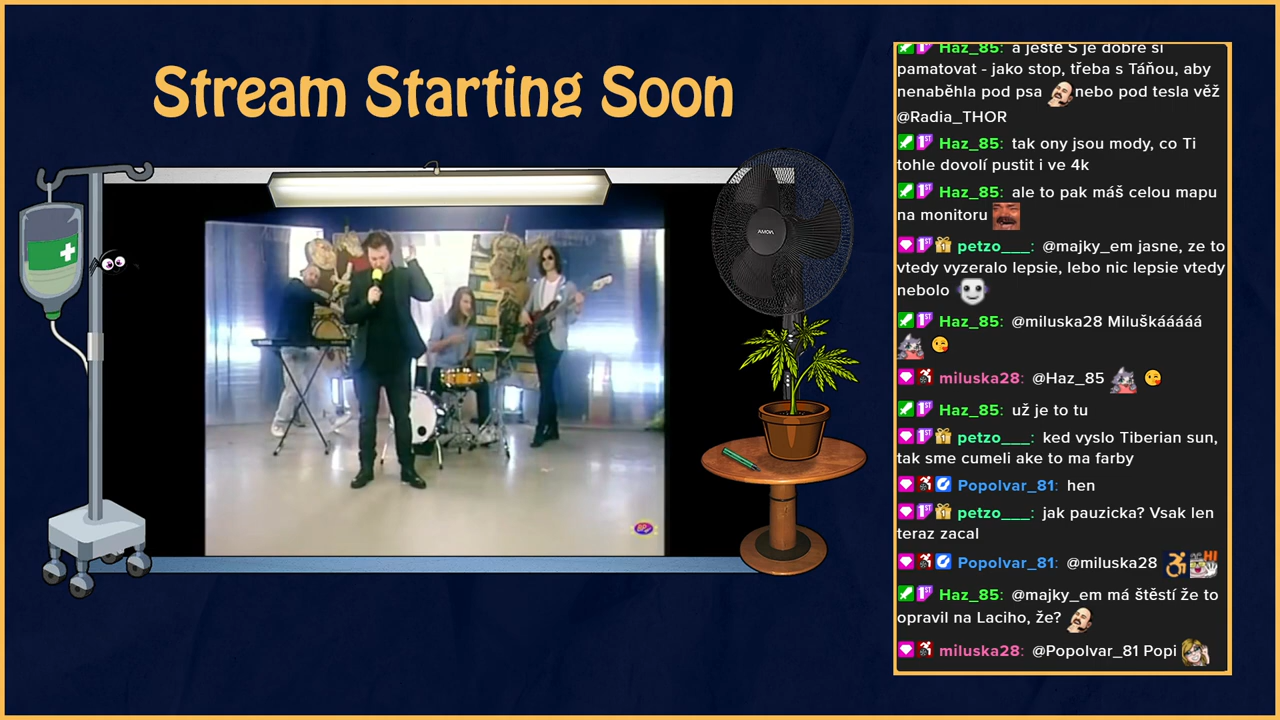 Stream Starting Soon
AMOR
Haz_85: a ještě S je dobré si
pamatovat - jako stop, třeba s Táňou, aby
nenaběhla pod psa nebo pod tesla věž
@Radia_THOR
Haz_85: tak ony jsou mody, co Ti
tohle dovolí pustit i ve 4k
Haz_85: ale to pak máš celou mapu
na monitoru
petzo___: @majky_em jasne, ze to
vtedy vyzeralo lepsie, lebo nic lepsie vtedy
nebolo
Haz_85: @miluska28 Miluškááááá
miluska28: @Haz_85
Haz_85: už je to tu
petzo___: ked vyslo Tiberian sun,
tak sme cumeli ake to ma farby
Popolvar_81: hen
petzo___: jak pauzicka? Vsak len
teraz zacal
Popolvar_81: @miluska28 HI
Haz_85: @majky_em má štěstí že to
opravil na Laciho, že?
miluska28: @Popolvar_81 Popi